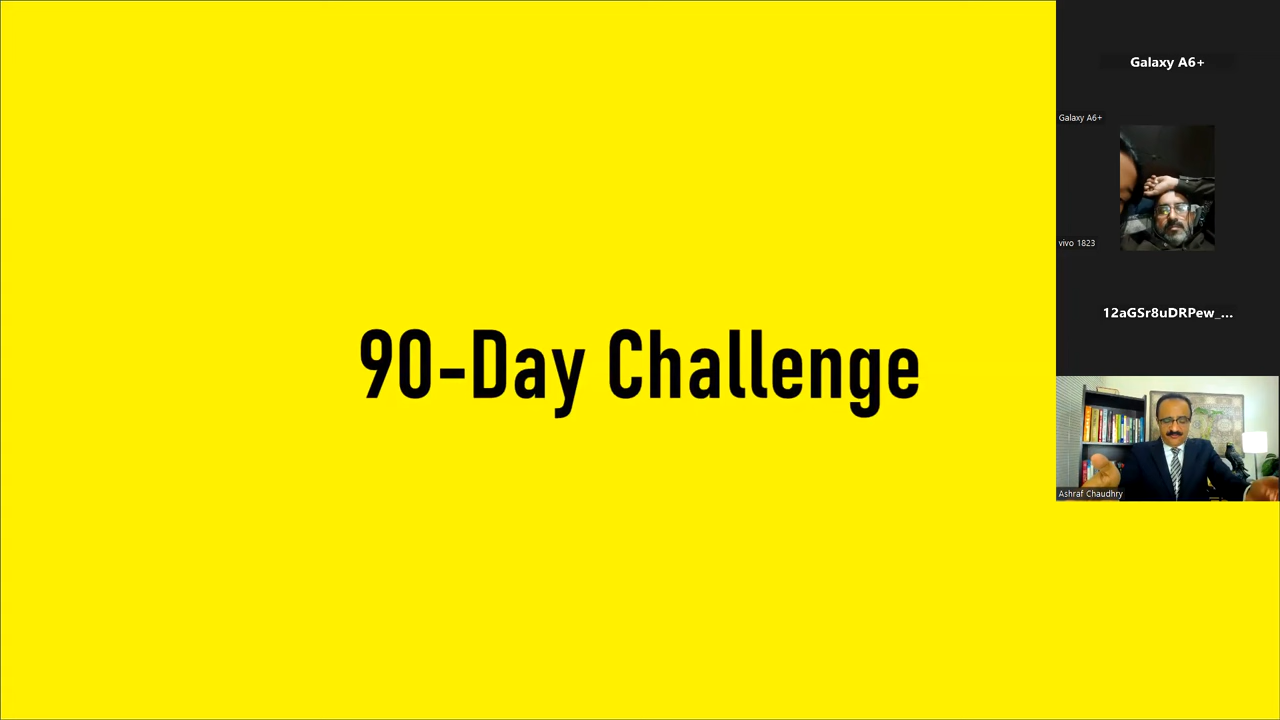 90-Day Challenge
Galaxy A6+
Galaxy A6+
vivo 1823
12aGSr8uDRPew_...
Ashraf Chaudhry